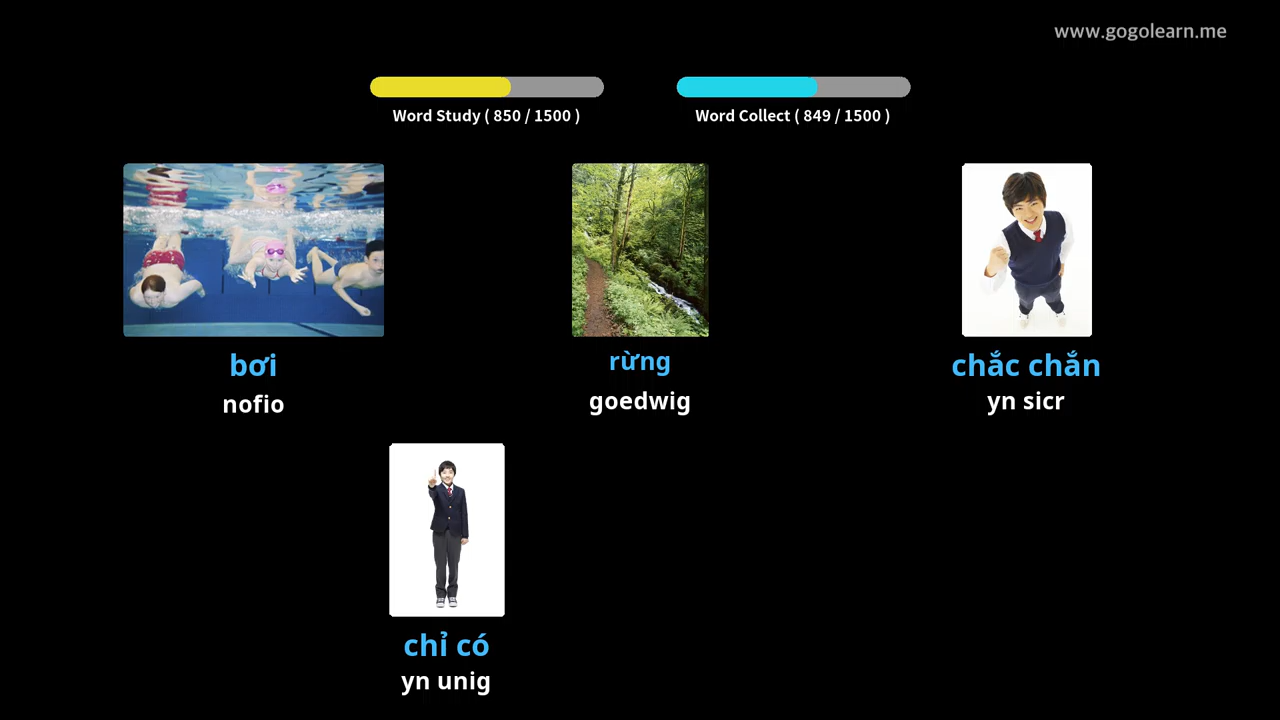 www.gogolearn.me
Word Study ( 850 / 1500 )
Word Collect ( 849 / 1500 )
bơi
nofio
rừng
goedwig
chắc chắn
yn sicr
chỉ có
yn unig